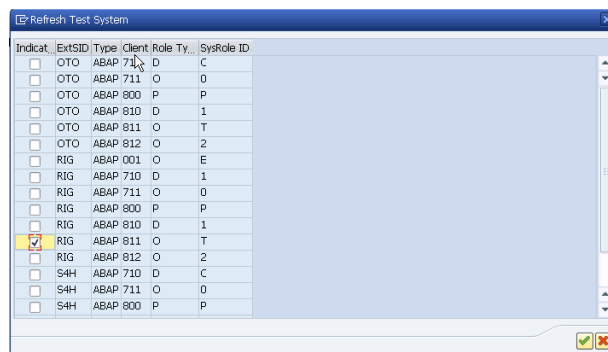 Refresh Test System
Indicat... ExtSID Type Client Role Ty... SysRole ID
OTO ABAP D C
OTO ABAP 711 O 0
OTO ABAP 800 P P
OTO ABAP 810 D 1
OTO ABAP 811 O T
OTO ABAP 812 O 2
RIG ABAP 001 O E
RIG ABAP 710 D 1
RIG ABAP 711 O 0
RIG ABAP 800 P P
RIG ABAP 810 D 1
RIG ABAP 811 O T
RIG ABAP 812 O 2
S4H ABAP 710 D C
S4H ABAP 711 O 0
S4H ABAP 800 P P